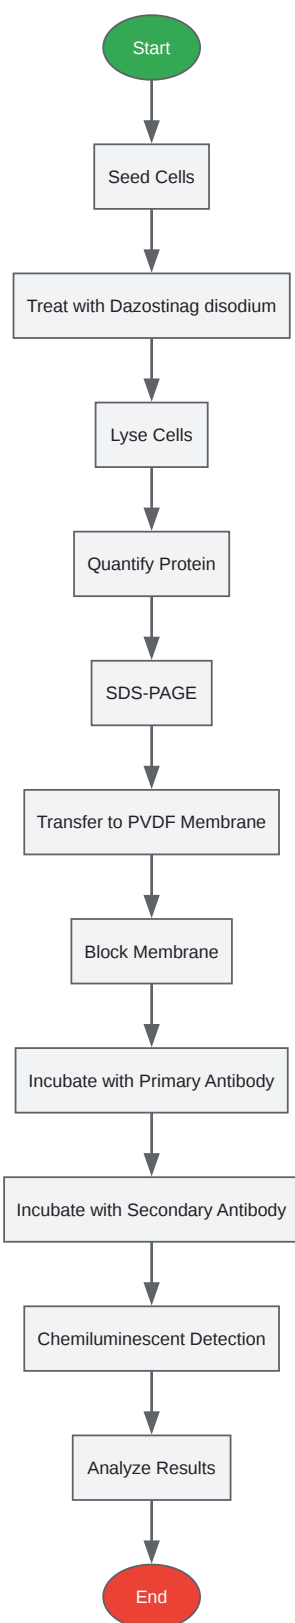 Start
Seed Cells
Treat with Dazostinag disodium
Lyse Cells
Quantify Protein
SDS-PAGE
Transfer to PVDF Membrane
Block Membrane
Incubate with Primary Antibody
Incubate with Secondary Antibody
Chemiluminescent Detection
Analyze Results
End